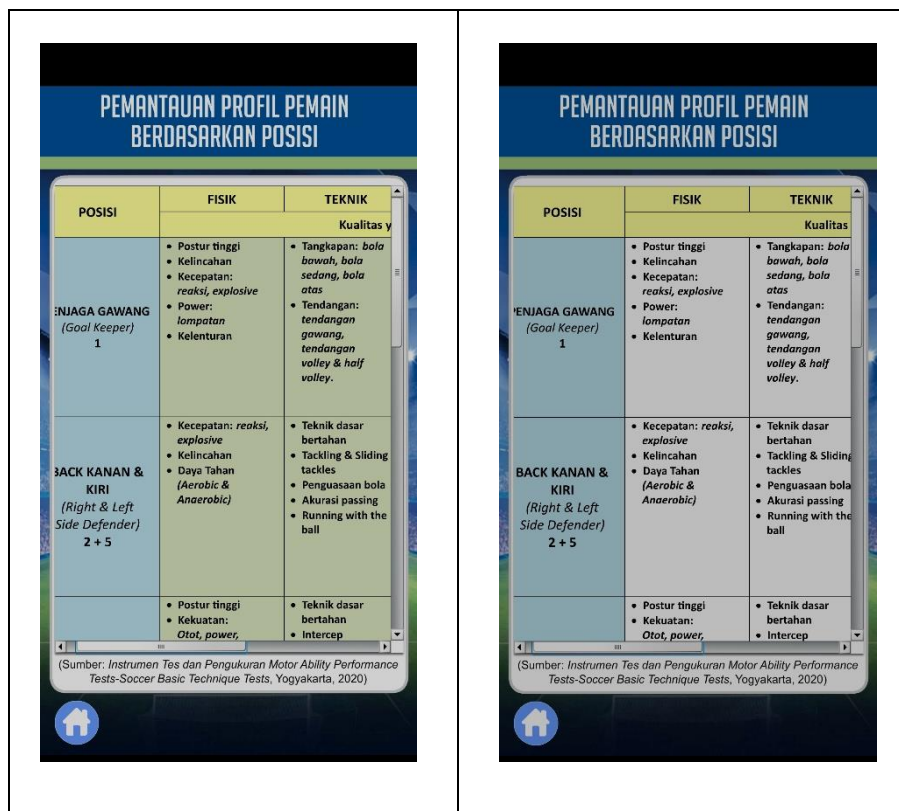 PEMANTAUAN PROFIL PEMAIN
BERDASARKAN POSISI
POSISI
FISIK
TEKNIK
Kualitas y
ENJAGA GAWANG
(Goal Keeper)
1
• Postur tinggi
• Kelincahan
• Kecepatan:
reaksi, explosive
• Power:
lompatan
• Kelenturan
• Tangkapan: bola
bawah, bola
sedang, bola
atas
• Tendangan:
tendangan
gawang,
tendangan
volley & half
volley.
BACK KANAN &
KIRI
(Right & Left
Side Defender)
2 + 5
• Kecepatan: reaksi,
explosive
• Kelincahan
• Daya Tahan
(Aerobic &
Anaerobic)
• Teknik dasar
bertahan
• Tackling & Sliding
tackles
• Penguasaan bola
• Akurasi passing
• Running with the
ball
• Postur tinggi
• Kekuatan:
Otot, power,
• Teknik dasar
bertahan
• Intercep
(Sumber: Instrumen Tes dan Pengukuran Motor Ability Performance
Tests-Soccer Basic Technique Tests, Yogyakarta, 2020)
PEMANTAUAN PROFIL PEMAIN
BERDASARKAN POSISI
POSISI
FISIK
TEKNIK
Kualitas
PENJAGA GAWANG
(Goal Keeper)
1
• Postur tinggi
• Kelincahan
• Kecepatan:
reaksi, explosive
• Power:
lompatan
• Kelenturan
• Tangkapan: bola
bawah, bola
sedang, bola
atas
• Tendangan:
tendangan
gawang,
tendangan
volley & half
volley.
BACK KANAN &
KIRI
(Right & Left
Side Defender)
2 + 5
• Kecepatan: reaksi,
explosive
• Kelincahan
• Daya Tahan
(Aerobic &
Anaerobic)
• Teknik dasar
bertahan
• Tackling & Sliding
tackles
• Penguasaan bola
• Akurasi passing
• Running with the
ball
• Postur tinggi
• Kekuatan:
Otot, power,
• Teknik dasar
bertahan
• Intercep
(Sumber: Instrumen Tes dan Pengukuran Motor Ability Performance
Tests-Soccer Basic Technique Tests, Yogyakarta, 2020)